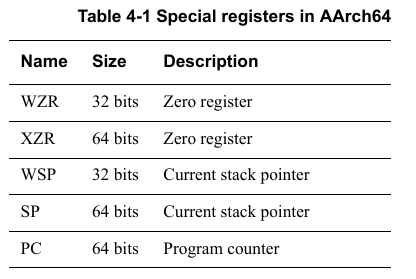 Table 4-1 Special registers in AArch64
Name Size Description
WZR 32 bits Zero register
XZR 64 bits Zero register
WSP 32 bits Current stack pointer
SP 64 bits Current stack pointer
PC 64 bits Program counter